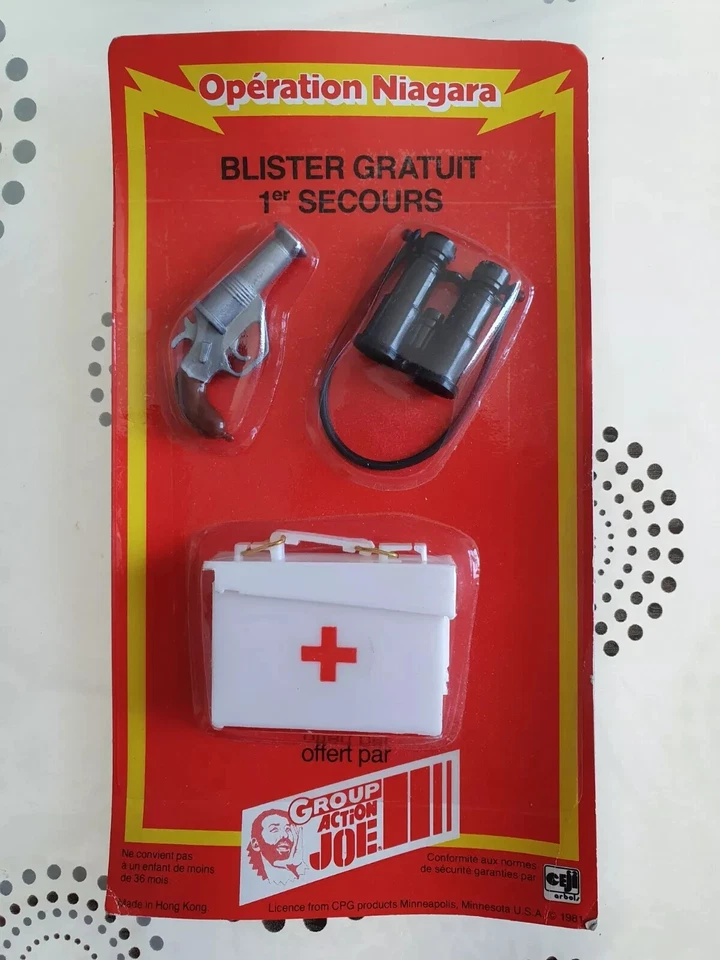 Opération Niagara
BLISTER GRATUIT
1er SECOURS
offert par
GROUP
ACTION
JOE
Ne convient pas
a un enfant de moins
de 36 mois
Made in Hong Kong
Conformite aux normes
de sécurité garanties par
CEJI
arbois
Licence from CPG products Minneapolis, Minnesota U.S.A. © 1981